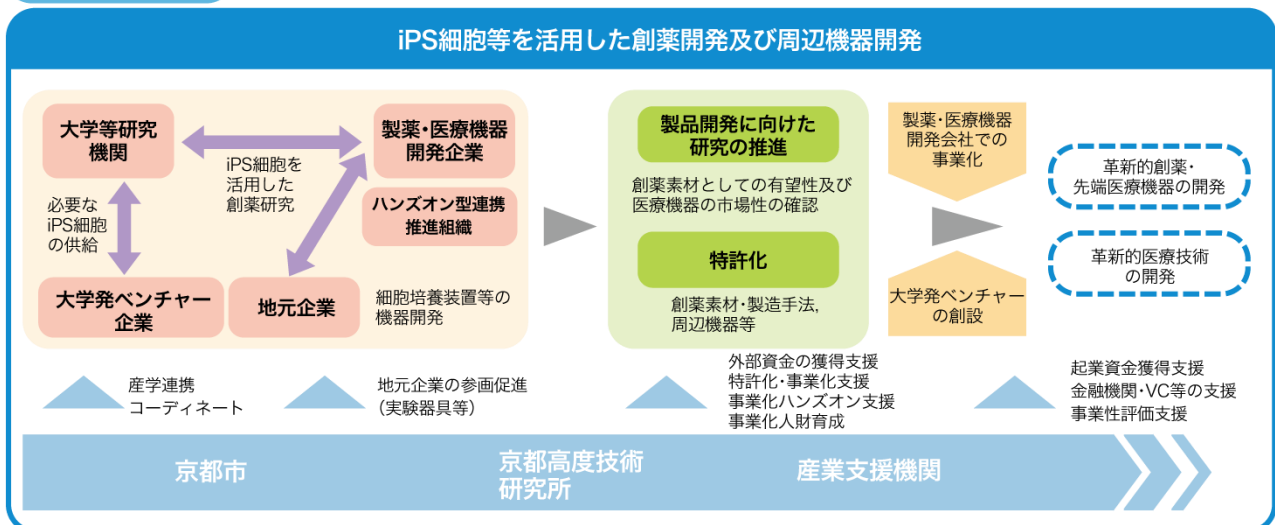 iPS細胞等を活用した創薬開発及び周辺機器開発
大学等研究
機関
製薬・医療機器
開発企業
iPS細胞を
活用した
創薬研究
必要な
iPS細胞
の供給
ハンズオン型連携
推進組織
大学発ベンチャー
企業
地元企業
細胞培養装置等の
機器開発
製品開発に向けた
研究の推進
創薬素材としての有望性及び
医療機器の市場性の確認
特許化
創薬素材・製造手法,
周辺機器等
製薬・医療機器
開発会社での
事業化
大学発ベンチャー
の創設
革新的創薬・
先端医療機器の開発
革新的医療技術
の開発
産学連携
コーディネート
地元企業の参画促進
（実験器具等）
外部資金の獲得支援
特許化・事業化支援
事業化ハンズオン支援
事業化人財育成
起業資金獲得支援
金融機関・VC等の支援
事業性評価支援
京都市
京都高度技術
研究所
産業支援機関